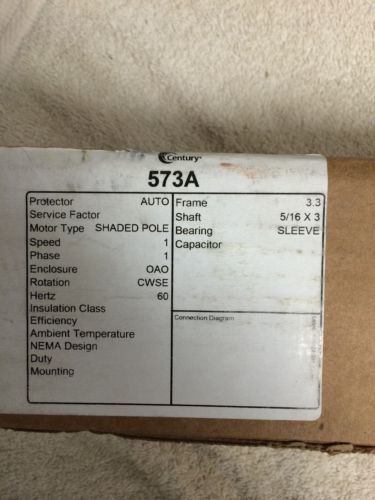 Century®
573A
Protector AUTO
Service Factor
Motor Type SHADED POLE
Speed 1
Phase 1
Enclosure OAO
Rotation CWSE
Hertz 60
Insulation Class
Efficiency
Ambient Temperature
NEMA Design
Duty
Mounting
Frame 3.3
Shaft 5/16 X 3
Bearing SLEEVE
Capacitor
Connection Diagram